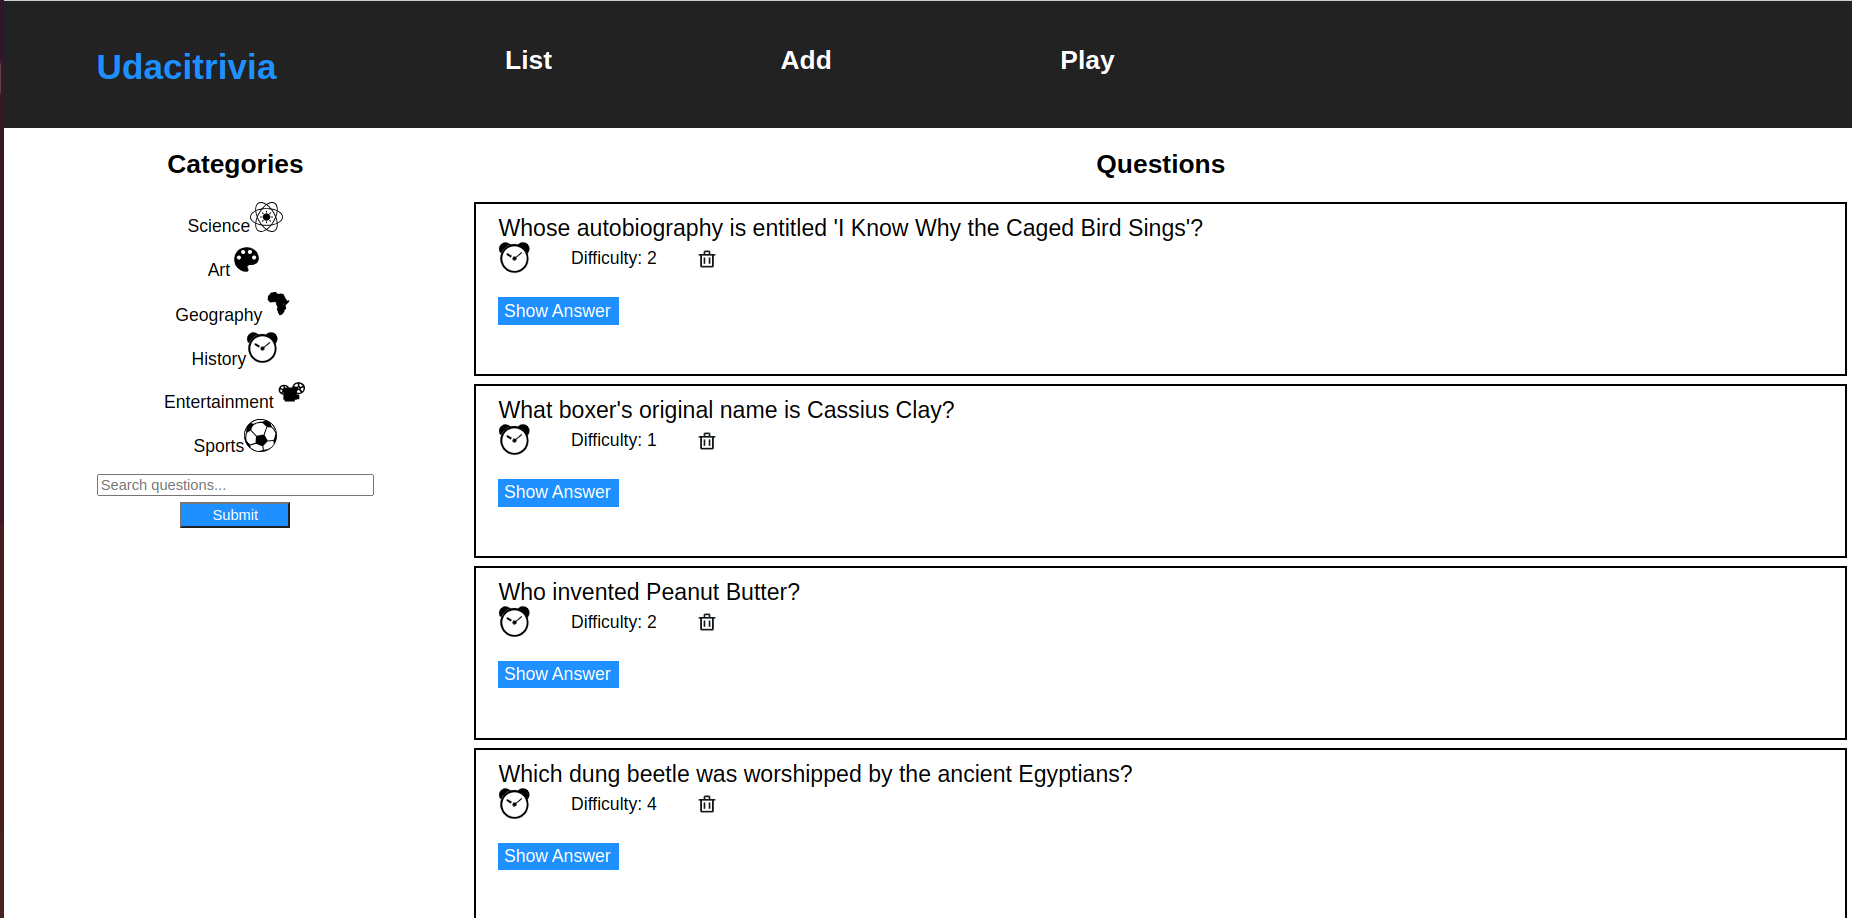 Udacitrivia
List
Add
Play
Categories
Science
Art
Geography
History
Entertainment
Sports
Search questions...
Submit
Questions
Whose autobiography is entitled 'I Know Why the Caged Bird Sings'?
Difficulty: 2
Show Answer
What boxer's original name is Cassius Clay?
Difficulty: 1
Show Answer
Who invented Peanut Butter?
Difficulty: 2
Show Answer
Which dung beetle was worshipped by the ancient Egyptians?
Difficulty: 4
Show Answer